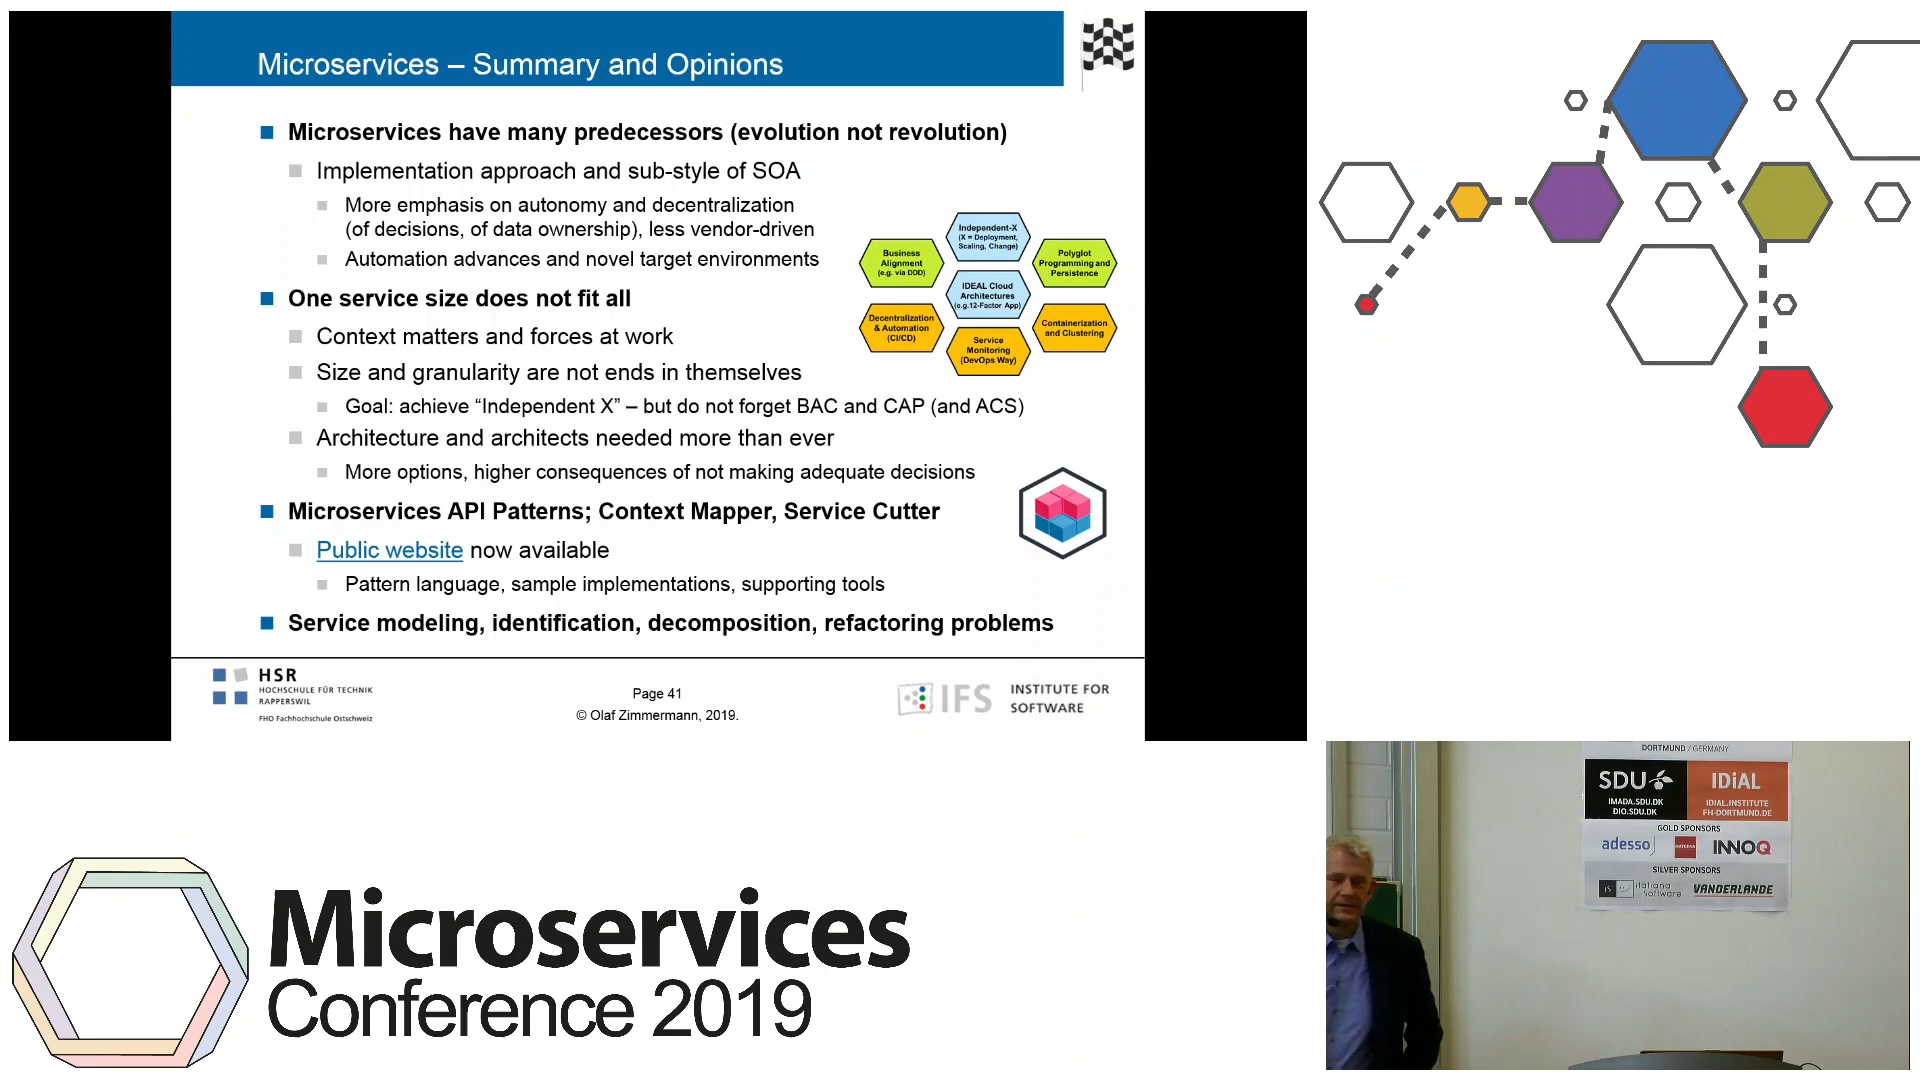 Microservices – Summary and Opinions
Microservices have many predecessors (evolution not revolution)
Implementation approach and sub-style of SOA
More emphasis on autonomy and decentralization
(of decisions, of data ownership), less vendor-driven
Automation advances and novel target environments
One service size does not fit all
Context matters and forces at work
Size and granularity are not ends in themselves
Goal: achieve “Independent X” – but do not forget BAC and CAP (and ACS)
Architecture and architects needed more than ever
More options, higher consequences of not making adequate decisions
Microservices API Patterns; Context Mapper, Service Cutter
Public website now available
Pattern language, sample implementations, supporting tools
Service modeling, identification, decomposition, refactoring problems
Independent-X
(X = Deployment,
Scaling, Change)
Business
Alignment
(e.g. via DDD)
Polyglot
Programming and
Persistence
IDEAL Cloud
Architectures
(e.g.12-Factor App)
Decentralization
& Automation
(CI/CD)
Containerization
and Clustering
Service
Monitoring
(DevOps Way)
HSR
HOCHSCHULE FÜR TECHNIK
RAPPERSWIL
FHO Fachhochschule Ostschweiz
Page 41
© Olaf Zimmermann, 2019.
IFS
INSTITUTE FOR
SOFTWARE
DORTMUND / GERMANY
SDU
IMADA.SDU.DK
DIO.SDU.DK
IDiAL
IDIAL.INSTITUTE
FH-DORTMUND.DE
GOLD SPONSORS
adesso
INNOQ
SILVER SPONSORS
italiana
Software
VANDERLANDE
Microservices
Conference 2019